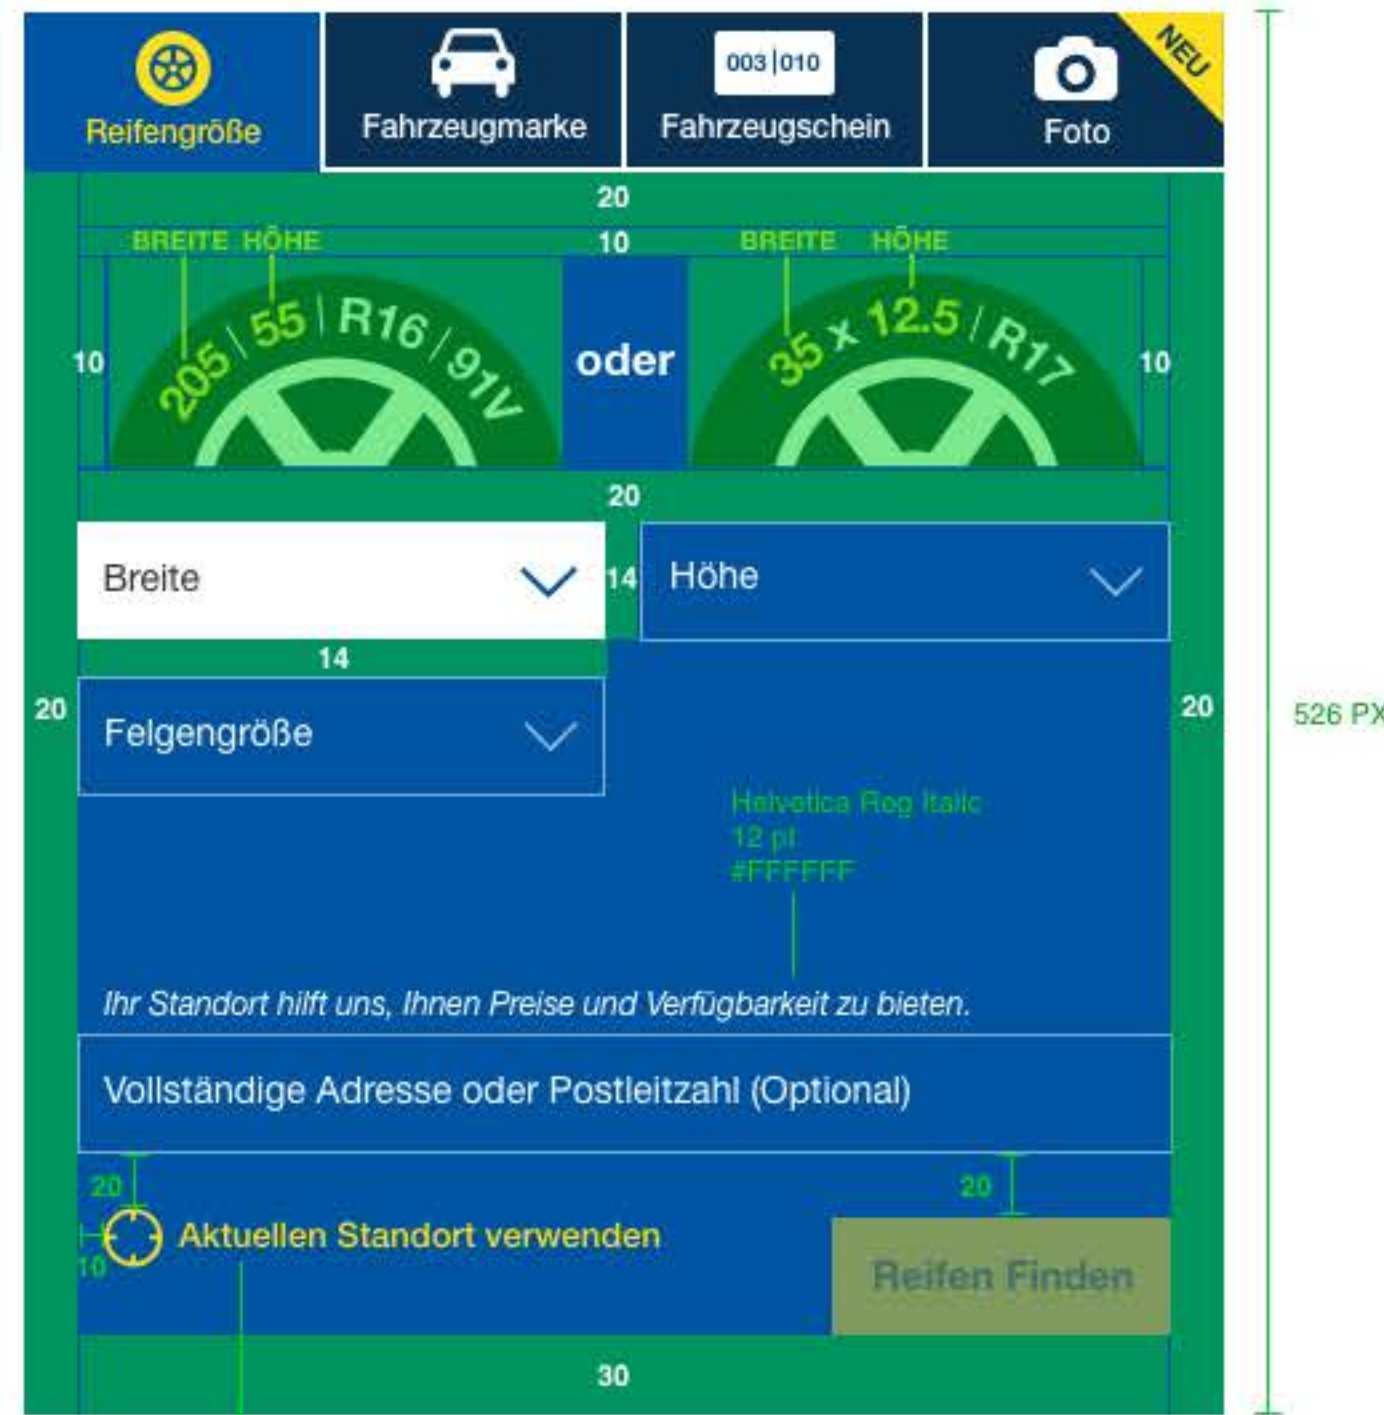 003|010
NEU
Reifengröße
Fahrzeugmarke
Fahrzeugschein
Foto
20
BREITE HÖHE
10
BREITE HÖHE
10
205 | 55 | R16 | 91V
oder
35 x 12.5 | R17
10
20
Breite
14
Höhe
14
20
Felgengröße
20
526 PX
Helvetica Reg Italic
12 pt
#FFFFFF
Ihr Standort hilft uns, Ihnen Preise und Verfügbarkeit zu bieten.
Vollständige Adresse oder Postleitzahl (Optional)
20
20
Aktuellen Standort verwenden
10
Reifen Finden
30